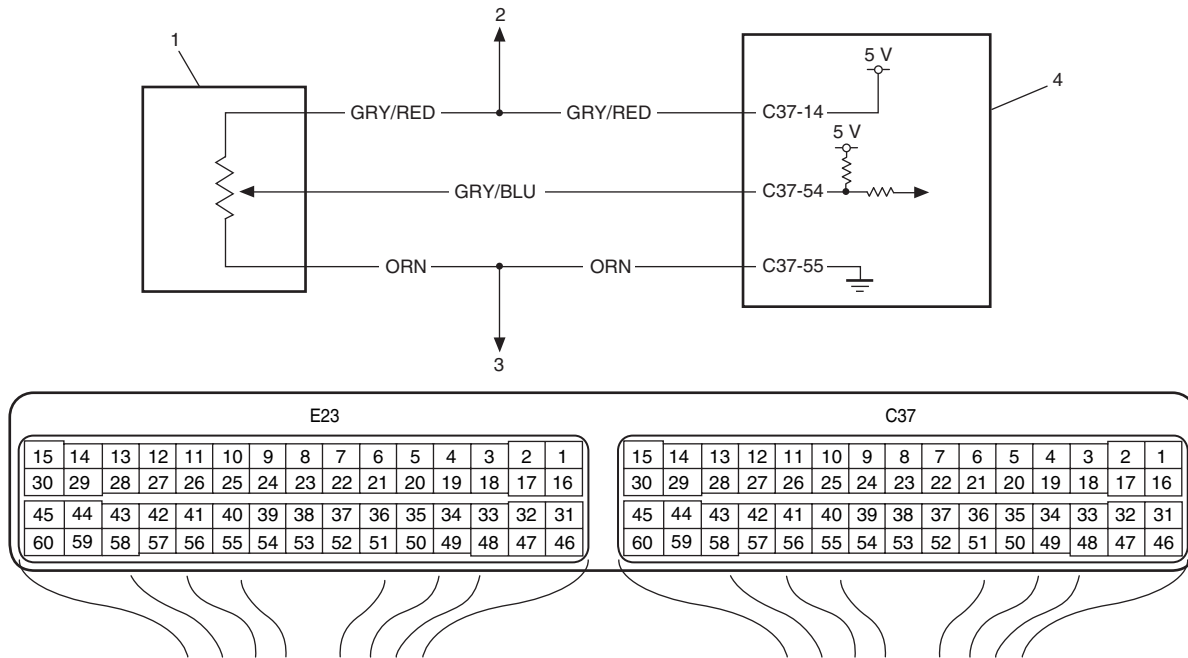 2
1
5 V
4
GRY/RED GRY/RED C37-14
5 V
GRY/BLU C37-54
ORN ORN C37-55
3
E23 C37
15 14 13 12 11 10 9 8 7 6 5 4 3 2 1 15 14 13 12 11 10 9 8 7 6 5 4 3 2 1
30 29 28 27 26 25 24 23 22 21 20 19 18 17 16 30 29 28 27 26 25 24 23 22 21 20 19 18 17 16
45 44 43 42 41 40 39 38 37 36 35 34 33 32 31 45 44 43 42 41 40 39 38 37 36 35 34 33 32 31
60 59 58 57 56 55 54 53 52 51 50 49 48 47 46 60 59 58 57 56 55 54 53 52 51 50 49 48 47 46